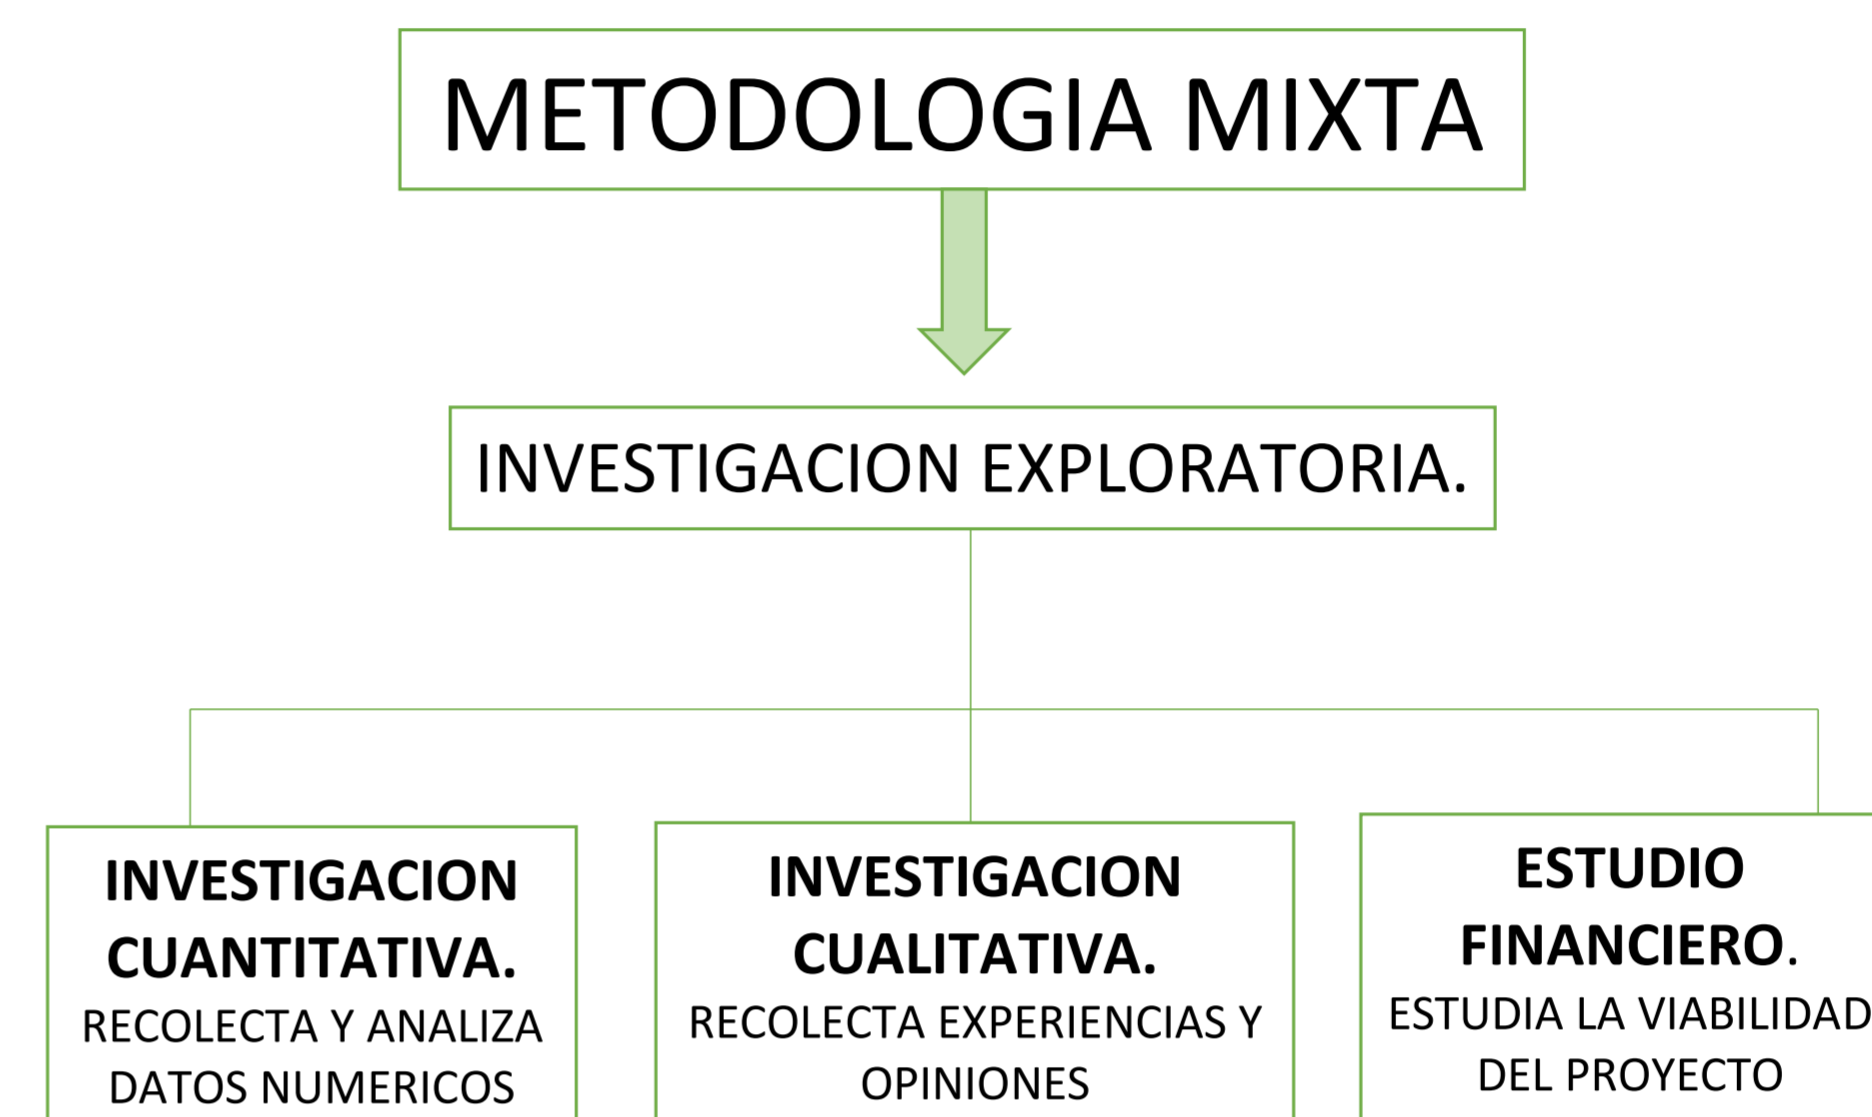 METODOLOGIA MIXTA
INVESTIGACION EXPLORATORIA.
INVESTIGACION
CUANTITATIVA.
RECOLECTA Y ANALIZA
DATOS NUMERICOS
INVESTIGACION
CUALITATIVA.
RECOLECTA EXPERIENCIAS Y
OPINIONES
ESTUDIO
FINANCIERO.
ESTUDIA LA VIABILIDAD
DEL PROYECTO